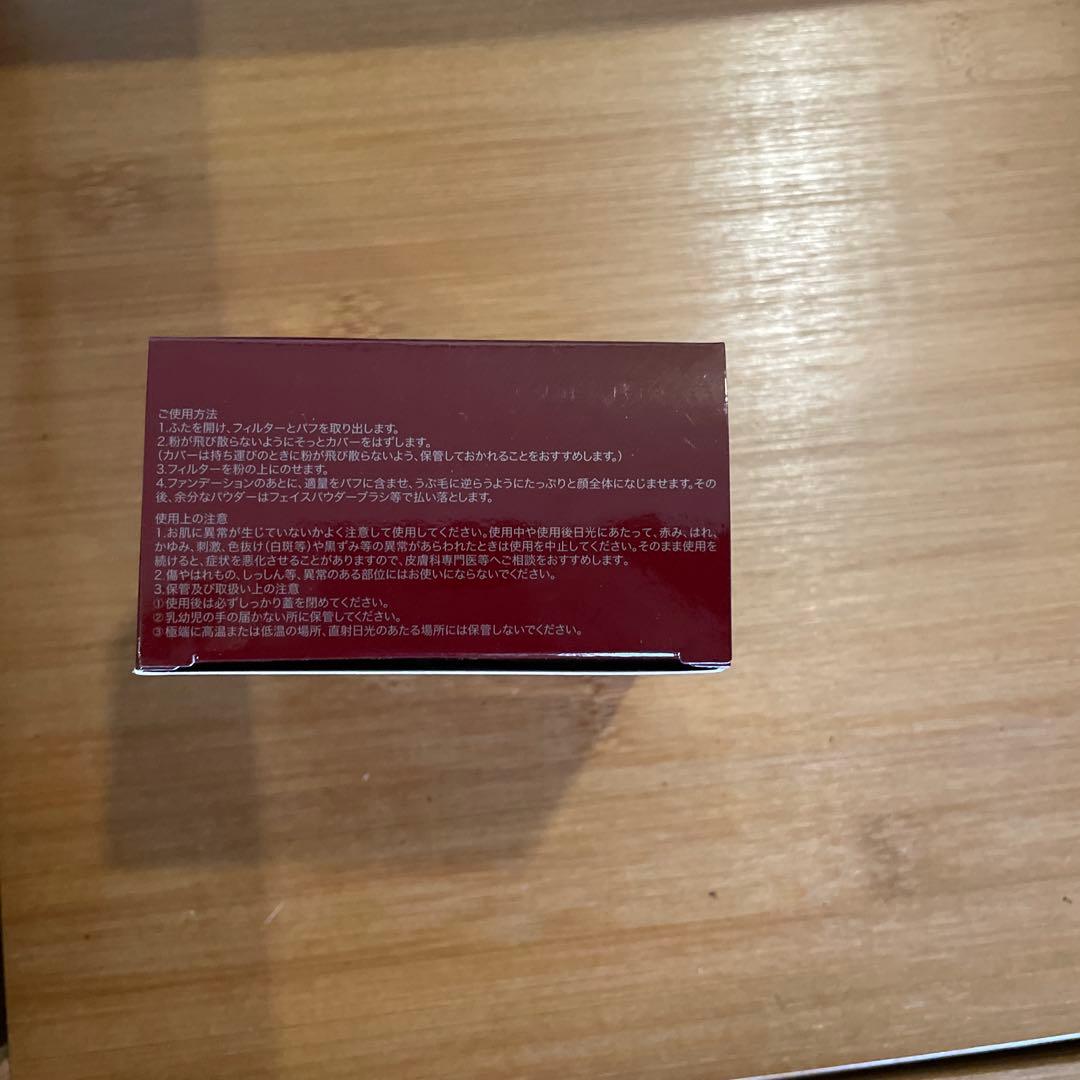 ご使用方法
1.ふたを開け、フィルターとパフを取り出します。
2.粉が飛び散らないようにそっとカバーをはずします。
(カバーは持ち運びのときに粉が飛び散らないよう、保管しておかれることをおすすめします。)
3.フィルターを粉の上にのせます。
4.ファンデーションのあとに、適量をパフに含ませ、うぶ毛に逆らうようにたっぷりと顔全体になじませます。その
後、余分なパウダーはフェイスパウダーブラシ等で払い落とします。
使用上の注意
1.お肌に異常が生じていないかよく注意して使用してください。使用中や使用後日光にあたって、赤み、はれ、
かゆみ、刺激、色抜け(白斑等)や黒ずみ等の異常があらわれたときは使用を中止してください。そのまま使用を
続けると、症状を悪化させることがありますので、皮膚科専門医等へご相談をおすすめします。
2.傷やはれもの、しっしん等、異常のある部位にはお使いにならないでください。
3.保管及び取扱い上の注意
①使用後は必ずしっかり蓋を閉めてください。
②乳幼児の手の届かない所に保管してください。
③極端に高温または低温の場所、直射日光のあたる場所には保管しないでください。